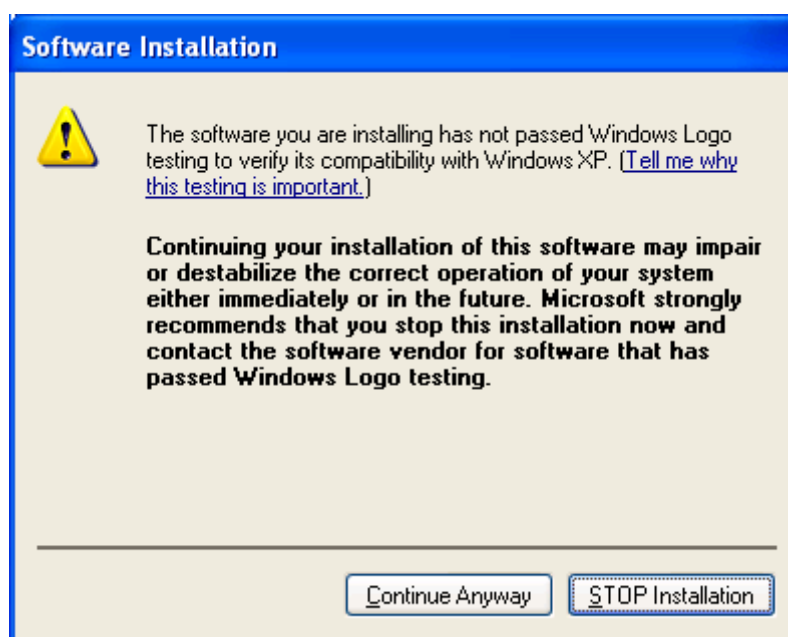 Software Installation
The software you are installing has not passed Windows Logo
testing to verify its compatibility with Windows XP. (Tell me why
this testing is important.)
Continuing your installation of this software may impair
or destabilize the correct operation of your system
either immediately or in the future. Microsoft strongly
recommends that you stop this installation now and
contact the software vendor for software that has
passed Windows Logo testing.
Continue Anyway
STOP Installation